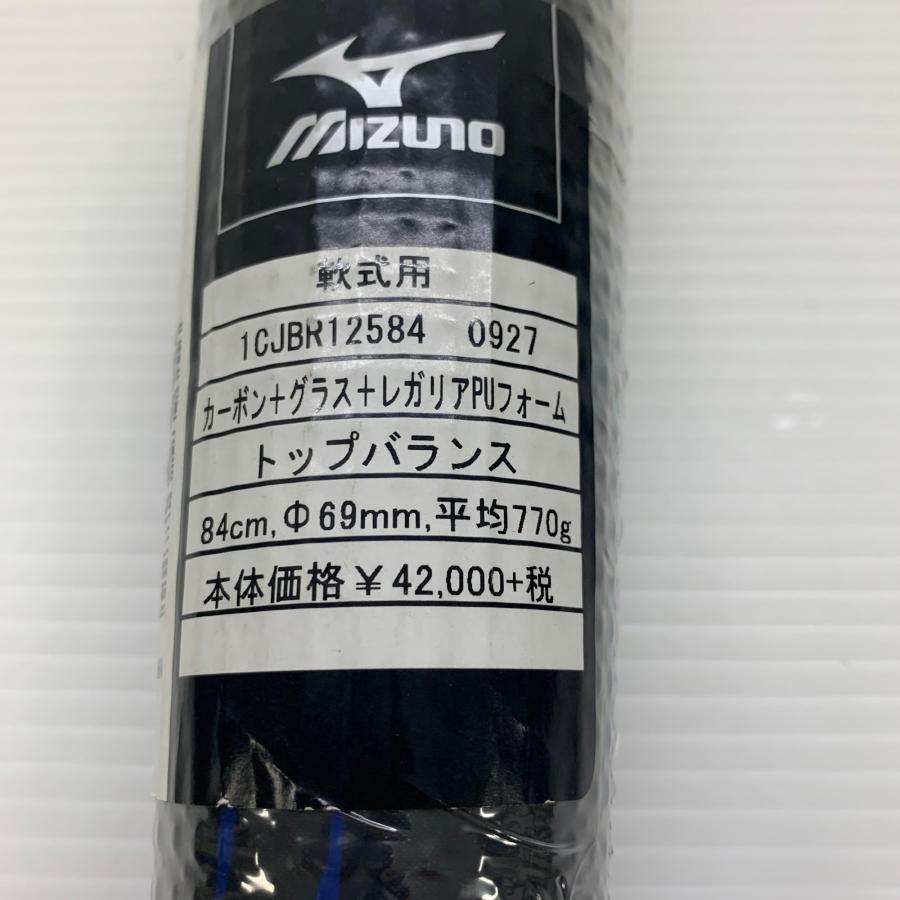 MIZUNO
軟式用
1CJBR12584 0927
カーボン+グラス+レガリアPUフォーム
トップバランス
84cm,Φ69mm,平均770g
本体価格¥42,000+税